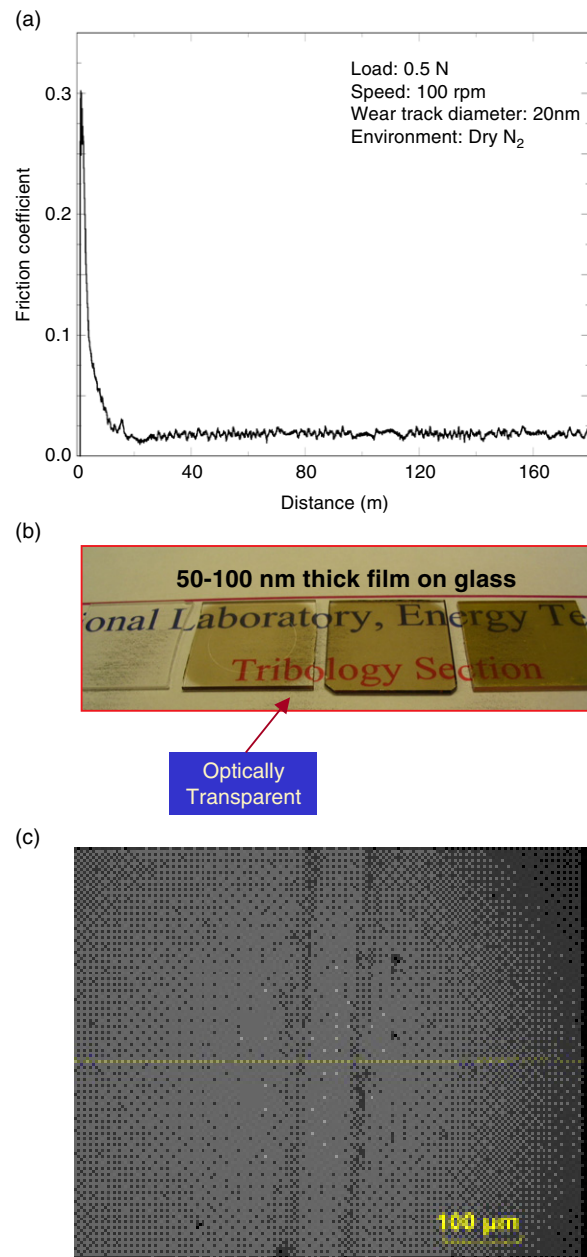 (a)
0.3
0.2
0.1
0.0
Friction coefficient
Load: 0.5 N
Speed: 100 rpm
Wear track diameter: 20nm
Environment: Dry N₂
0
40
80
120
160
Distance (m)
(b)
50-100 nm thick film on glass
ional Laboratory, Energy Te
Tribology Section
Optically
Transparent
(c)
100 µm